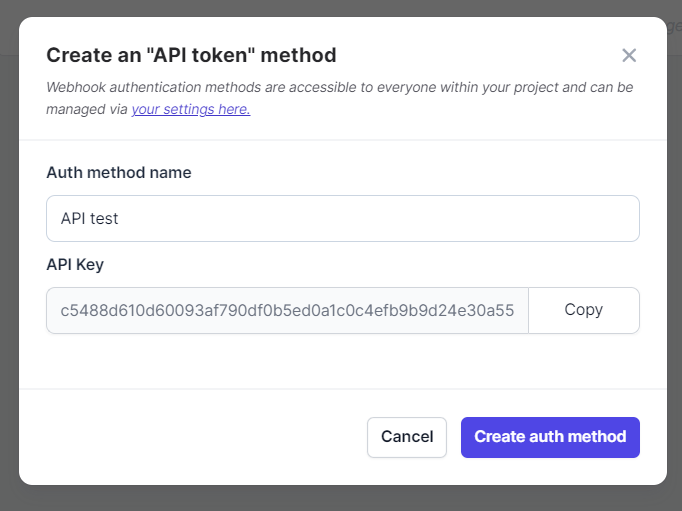 Create an "API token" method
Webhook authentication methods are accessible to everyone within your project and can be
managed via your settings here.
Auth method name
API test
API Key
c5488d610d60093af790df0b5ed0a1c0c4efb9b9d24e30a55
Copy
Cancel
Create auth method